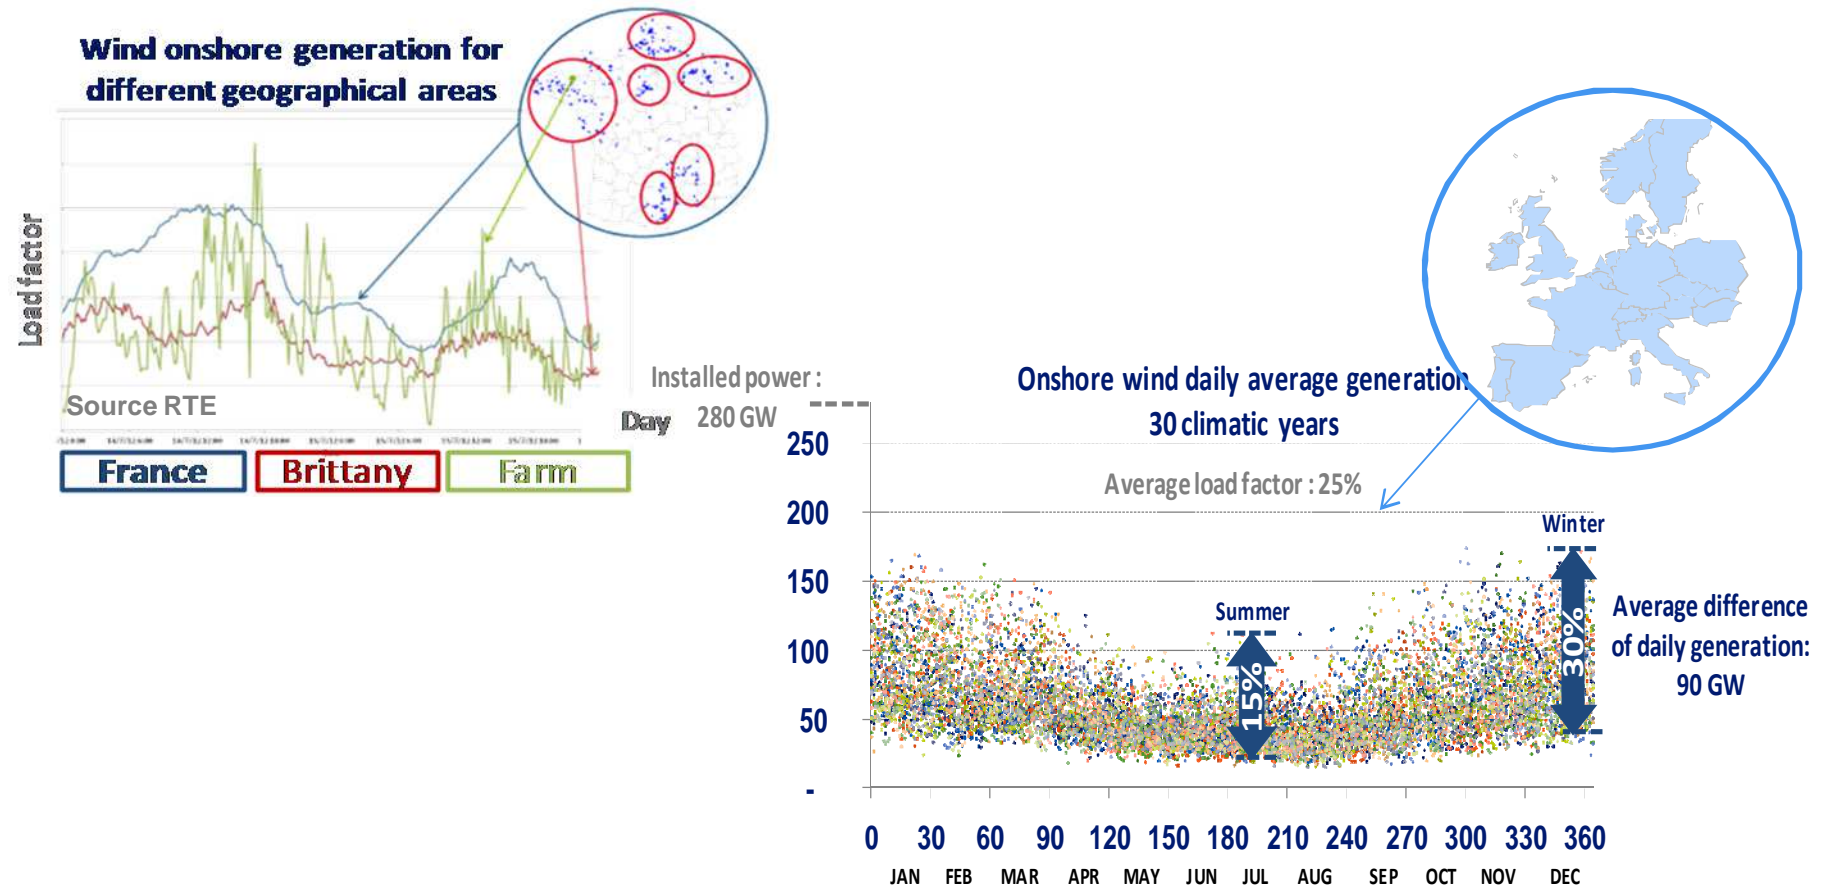 Wind onshore generation for
different geographical areas
Load factor
Source RTE
Day
France
Brittany
Farm
Installed power :
280 GW
Onshore wind daily average generation
30 climatic years
Average load factor : 25%
250
200
150
100
50
-
Summer
15%
Winter
30%
Average difference
of daily generation:
90 GW
0 30 60 90 120 150 180 210 240 270 300 330 360
JAN FEB MAR APR MAY JUN JUL AUG SEP OCT NOV DEC